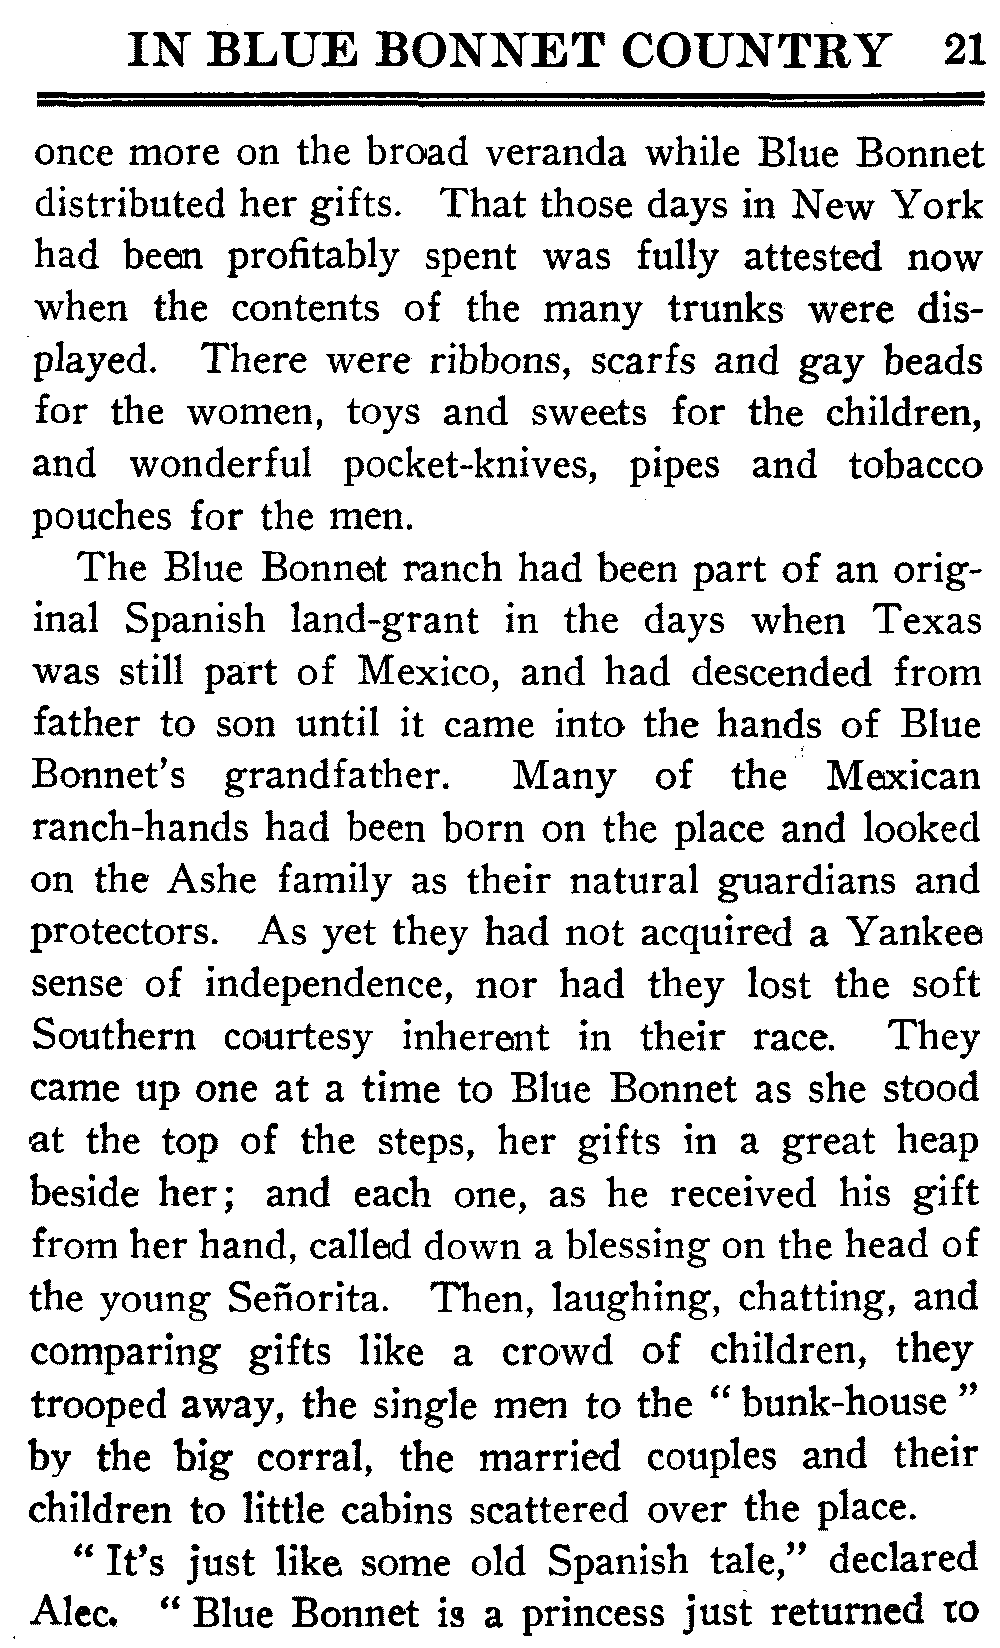 IN BLUE BONNET COUNTRY 21
once more on the broad veranda while Blue Bonnet
distributed her gifts. That those days in New York
had been profitably spent was fully attested now
when the contents of the many trunks were dis-
played. There were ribbons, scarfs and gay beads
for the women, toys and sweets for the children,
and wonderful pocket-knives, pipes and tobacco
pouches for the men.
The Blue Bonnet ranch had been part of an orig-
inal Spanish land-grant in the days when Texas
was still part of Mexico, and had descended from
father to son until it came into the hands of Blue
Bonnet's grandfather. Many of the Mexican
ranch-hands had been born on the place and looked
on the Ashe family as their natural guardians and
protectors. As yet they had not acquired a Yankee
sense of independence, nor had they lost the soft
Southern courtesy inherent in their race. They
came up one at a time to Blue Bonnet as she stood
at the top of the steps, her gifts in a great heap
beside her; and each one, as he received his gift
from her hand, called down a blessing on the head of
the young Señorita. Then, laughing, chatting, and
comparing gifts like a crowd of children, they
trooped away, the single men to the " bunk-house "
by the big corral, the married couples and their
children to little cabins scattered over the place.
" It's just like some old Spanish tale," declared
Alec. " Blue Bonnet is a princess just returned to